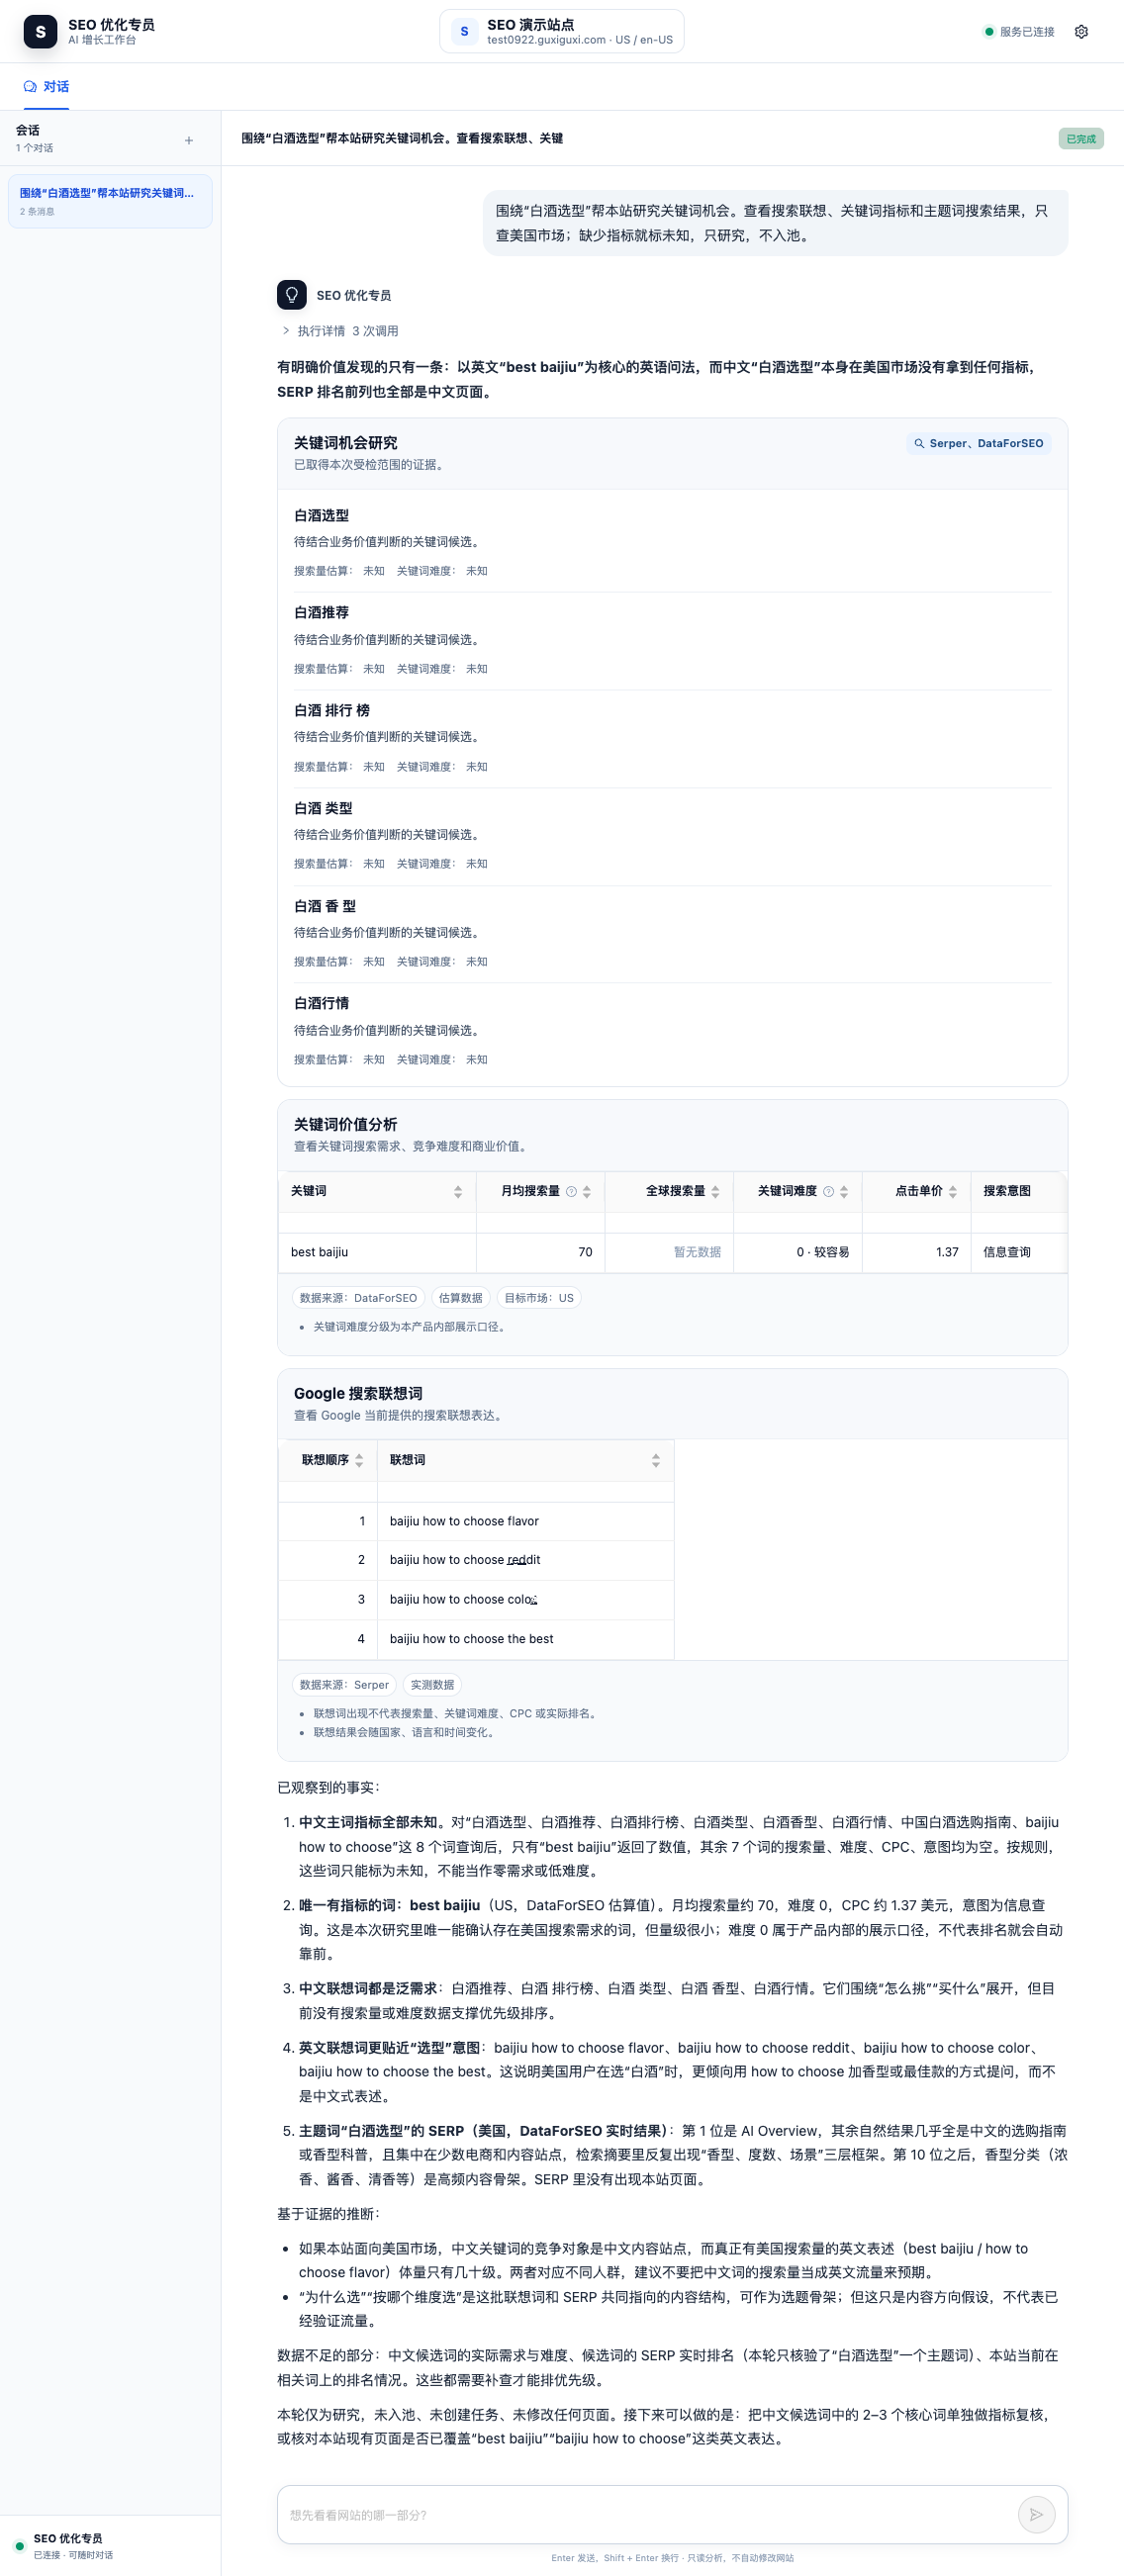 S
SEO 优化专员
AI 增长工作台
S
SEO 演示站点
test0922.guxiguxi.com · US / en-US
服务已连接
对话
会话
1 个对话
围绕“白酒选型”帮本站研究关键词...
2 条消息
围绕“白酒选型”帮本站研究关键词机会。查看搜索联想、关键
已完成
围绕“白酒选型”帮本站研究关键词机会。查看搜索联想、关键词指标和主题词搜索结果，只
查美国市场；缺少指标就标未知，只研究，不入池。
SEO 优化专员
执行详情 3 次调用
有明确价值发现的只有一条：以英文“best baijiu”为核心的英语问法，而中文“白酒选型”本身在美国市场没有拿到任何指标，
SERP 排名前列也全部是中文页面。
关键词机会研究
已取得本次受检范围的证据。
Serper、DataForSEO
白酒选型
待结合业务价值判断的关键词候选。
搜索量估算： 未知 关键词难度： 未知
白酒推荐
待结合业务价值判断的关键词候选。
搜索量估算： 未知 关键词难度： 未知
白酒 排行 榜
待结合业务价值判断的关键词候选。
搜索量估算： 未知 关键词难度： 未知
白酒 类型
待结合业务价值判断的关键词候选。
搜索量估算： 未知 关键词难度： 未知
白酒 香 型
待结合业务价值判断的关键词候选。
搜索量估算： 未知 关键词难度： 未知
白酒行情
待结合业务价值判断的关键词候选。
搜索量估算： 未知 关键词难度： 未知
关键词价值分析
查看关键词搜索需求、竞争难度和商业价值。
关键词 月均搜索量 全球搜索量 关键词难度 点击单价 搜索意图
best baijiu 70 暂无数据 0 · 较容易 1.37 信息查询
数据来源：DataForSEO 估算数据 目标市场：US
• 关键词难度分级为本产品内部展示口径。
Google 搜索联想词
查看 Google 当前提供的搜索联想表达。
联想顺序 联想词
1 baijiu how to choose flavor
2 baijiu how to choose reddit
3 baijiu how to choose color
4 baijiu how to choose the best
数据来源：Serper 实测数据
• 联想词出现不代表搜索量、关键词难度、CPC 或实际排名。
• 联想结果会随国家、语言和时间变化。
已观察到的事实：
1. 中文主词指标全部未知。对“白酒选型、白酒推荐、白酒排行榜、白酒类型、白酒香型、白酒行情、中国白酒选购指南、baijiu
how to choose”这 8 个词查询后，只有“best baijiu”返回了数值，其余 7 个词的搜索量、难度、CPC、意图均为空。按规则，
这些词只能标为未知，不能当作零需求或低难度。
2. 唯一有指标的词：best baijiu（US，DataForSEO 估算值）。月均搜索量约 70，难度 0，CPC 约 1.37 美元，意图为信息查
询。这是本次研究里唯一能确认存在美国搜索需求的词，但量级很小；难度 0 属于产品内部的展示口径，不代表排名就会自动
靠前。
3. 中文联想词都是泛需求：白酒推荐、白酒 排行榜、白酒 类型、白酒 香型、白酒行情。它们围绕“怎么挑”“买什么”展开，但目
前没有搜索量或难度数据支撑优先级排序。
4. 英文联想词更贴近“选型”意图：baijiu how to choose flavor、baijiu how to choose reddit、baijiu how to choose color、
baijiu how to choose the best。这说明美国用户在选“白酒”时，更倾向用 how to choose 加香型或最佳款的方式提问，而不
是中文式表述。
5. 主题词“白酒选型”的 SERP（美国，DataForSEO 实时结果）：第 1 位是 AI Overview，其余自然结果几乎全是中文的选购指南
或香型科普，且集中在少数电商和内容站点，检索摘要里反复出现“香型、度数、场景”三层框架。第 10 位之后，香型分类（浓
香、酱香、清香等）是高频内容骨架。SERP 里没有出现本站页面。
基于证据的推断：
• 如果本站面向美国市场，中文关键词的竞争对象是中文内容站点，而真正有美国搜索量的英文表述（best baijiu / how to
choose flavor）体量只有几十级。两者对应不同人群，建议不要把中文词的搜索量当成英文流量来预期。
• “为什么选”“按哪个维度选”是这批联想词和 SERP 共同指向的内容结构，可作为选题骨架；但这只是内容方向假设，不代表已
经验证流量。
数据不足的部分：中文候选词的实际需求与难度、候选词的 SERP 实时排名（本轮只核验了“白酒选型”一个主题词）、本站当前在
相关词上的排名情况。这些都需要补查才能排优先级。
本轮仅为研究，未入池、未创建任务、未修改任何页面。接下来可以做的是：把中文候选词中的 2–3 个核心词单独做指标复核，
或核对本站现有页面是否已覆盖“best baijiu”“baijiu how to choose”这类英文表达。
想先看看网站的哪一部分？
Enter 发送，Shift + Enter 换行 · 只读分析，不自动修改网站
SEO 优化专员
已连接 · 可随时对话